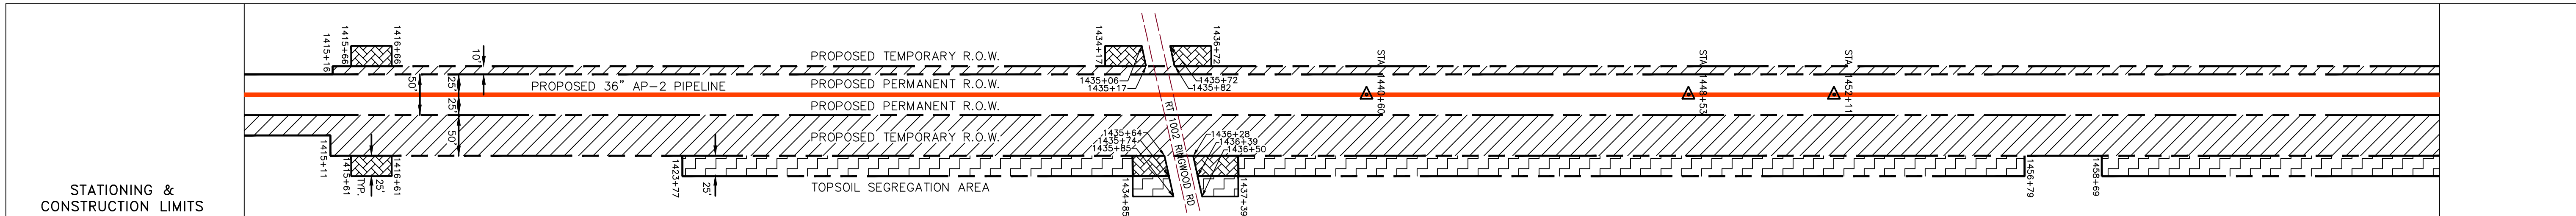 STATIONING &
CONSTRUCTION LIMITS
1415+16
1415+66
1416+66
10'
50'
25'
25'
50'
PROPOSED TEMPORARY R.O.W.
PROPOSED 36" AP-2 PIPELINE
PROPOSED PERMANENT R.O.W.
PROPOSED PERMANENT R.O.W.
PROPOSED TEMPORARY R.O.W.
TOPSOIL SEGREGATION AREA
1415+11
1415+61
TYP.
25'
1416+61
1423+77
25'
1434+17
1436+72
1435+06
1435+17
1435+72
1435+82
RT 1002 RINGWOOD RD
1435+64
1435+74
1435+85
1436+28
1436+39
1436+50
1434+85
1437+39
STA. 1440+60
STA. 1448+53
STA. 1452+11
1456+79
1458+69